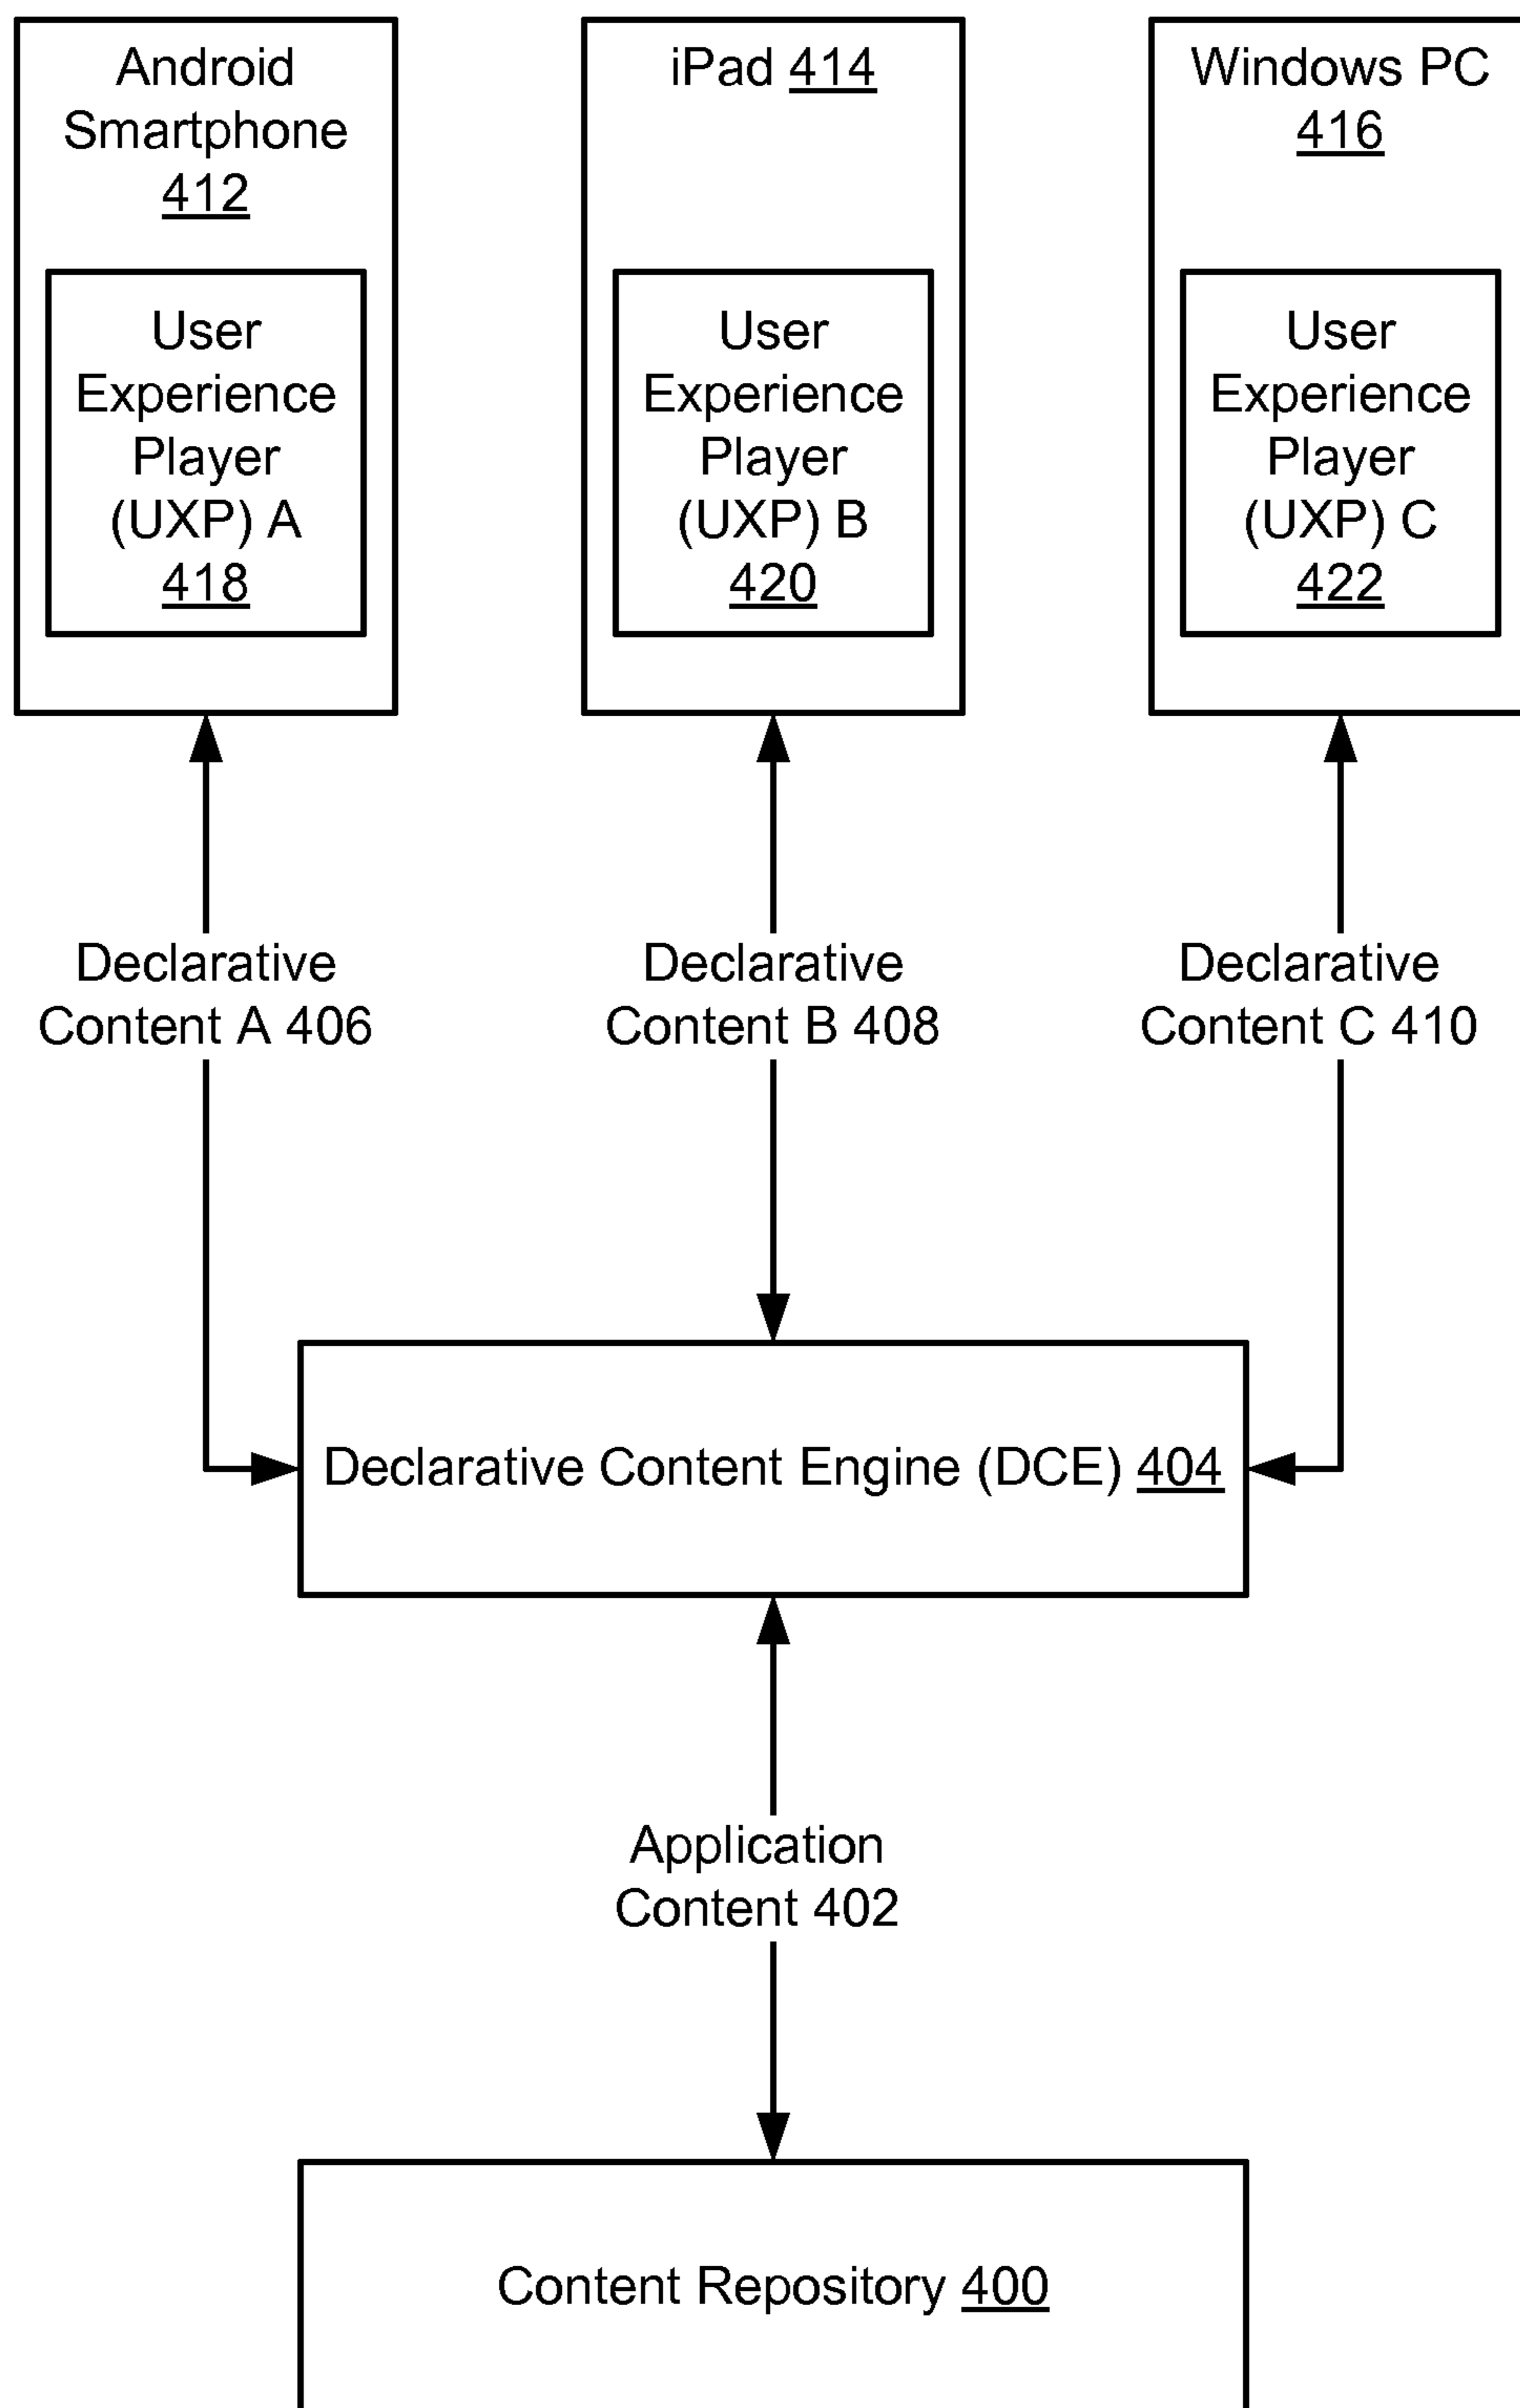 Android
Smartphone
412
User
Experience
Player
(UXP) A
418
iPad 414
User
Experience
Player
(UXP) B
420
Windows PC
416
User
Experience
Player
(UXP) C
422
Declarative
Content A 406
Declarative
Content B 408
Declarative
Content C 410
Declarative Content Engine (DCE) 404
Application
Content 402
Content Repository 400